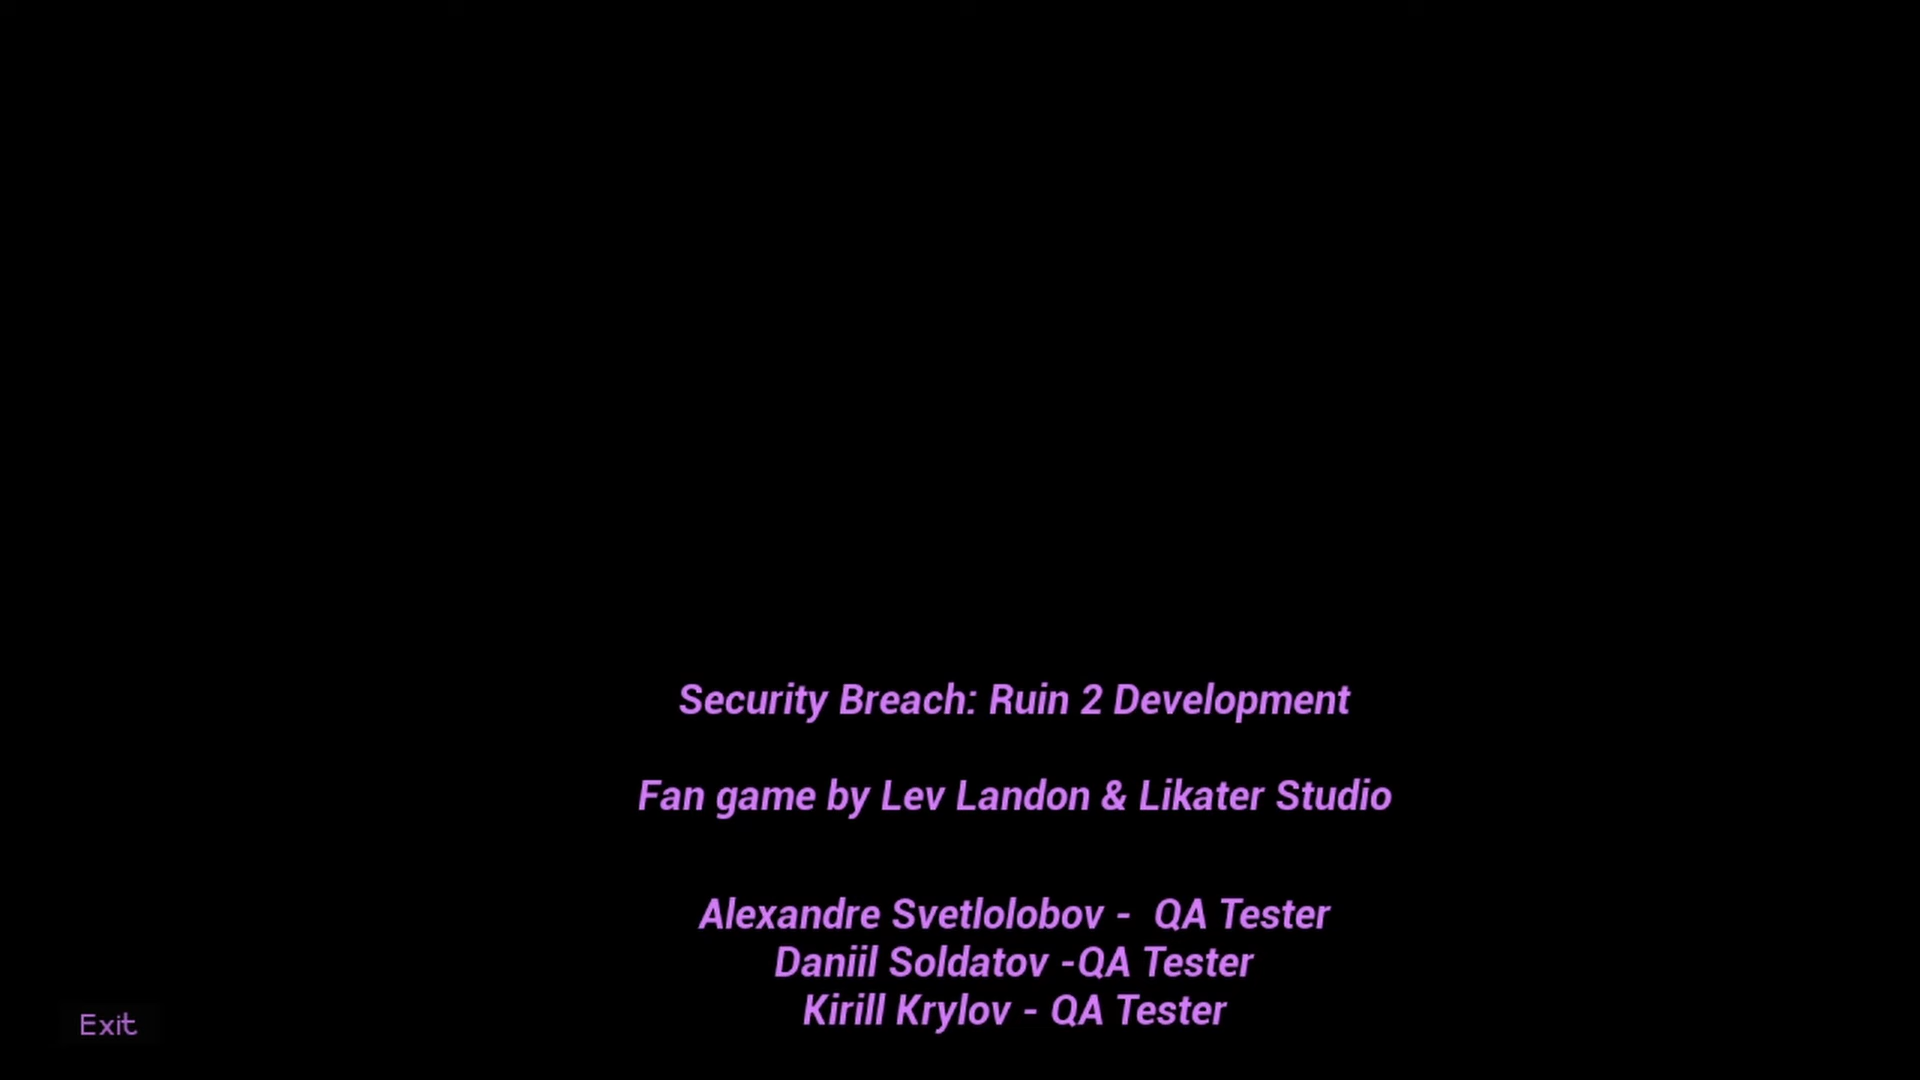 Security Breach: Ruin 2 Development
Fan game by Lev Landon & Likater Studio
Alexandre Svetlolobov -  QA Tester
Daniil Soldatov -QA Tester
Kirill Krylov - QA Tester
Exit